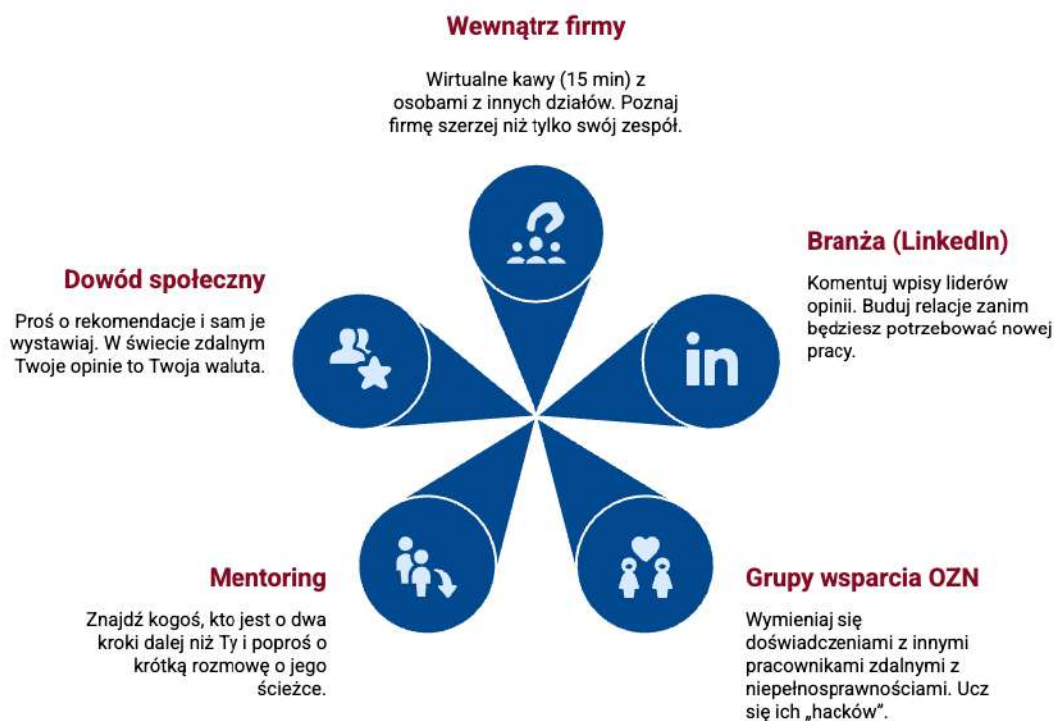 Wewnątrz firmy
Wirtualne kawy (15 min) z
osobami z innych działów. Poznaj
firmę szerzej niż tylko swój zespół.
Branża (LinkedIn)
Komentuj wpisy liderów
opinii. Buduj relacje zanim
będziesz potrzebować nowej
pracy.
in
Grupy wsparcia OZN
Wymieniaj się
doświadczeniami z innymi
pracownikami zdalnymi z
niepełnosprawnościami. Ucz
się ich „hacków”.
Mentoring
Znajdź kogoś, kto jest o dwa
kroki dalej niż Ty i poproś o
krótką rozmowę o jego
ścieżce.
Dowód społeczny
Proś o rekomendacje i sam je
wystawiaj. W świecie zdalnym
Twoje opinie to Twoja waluta.